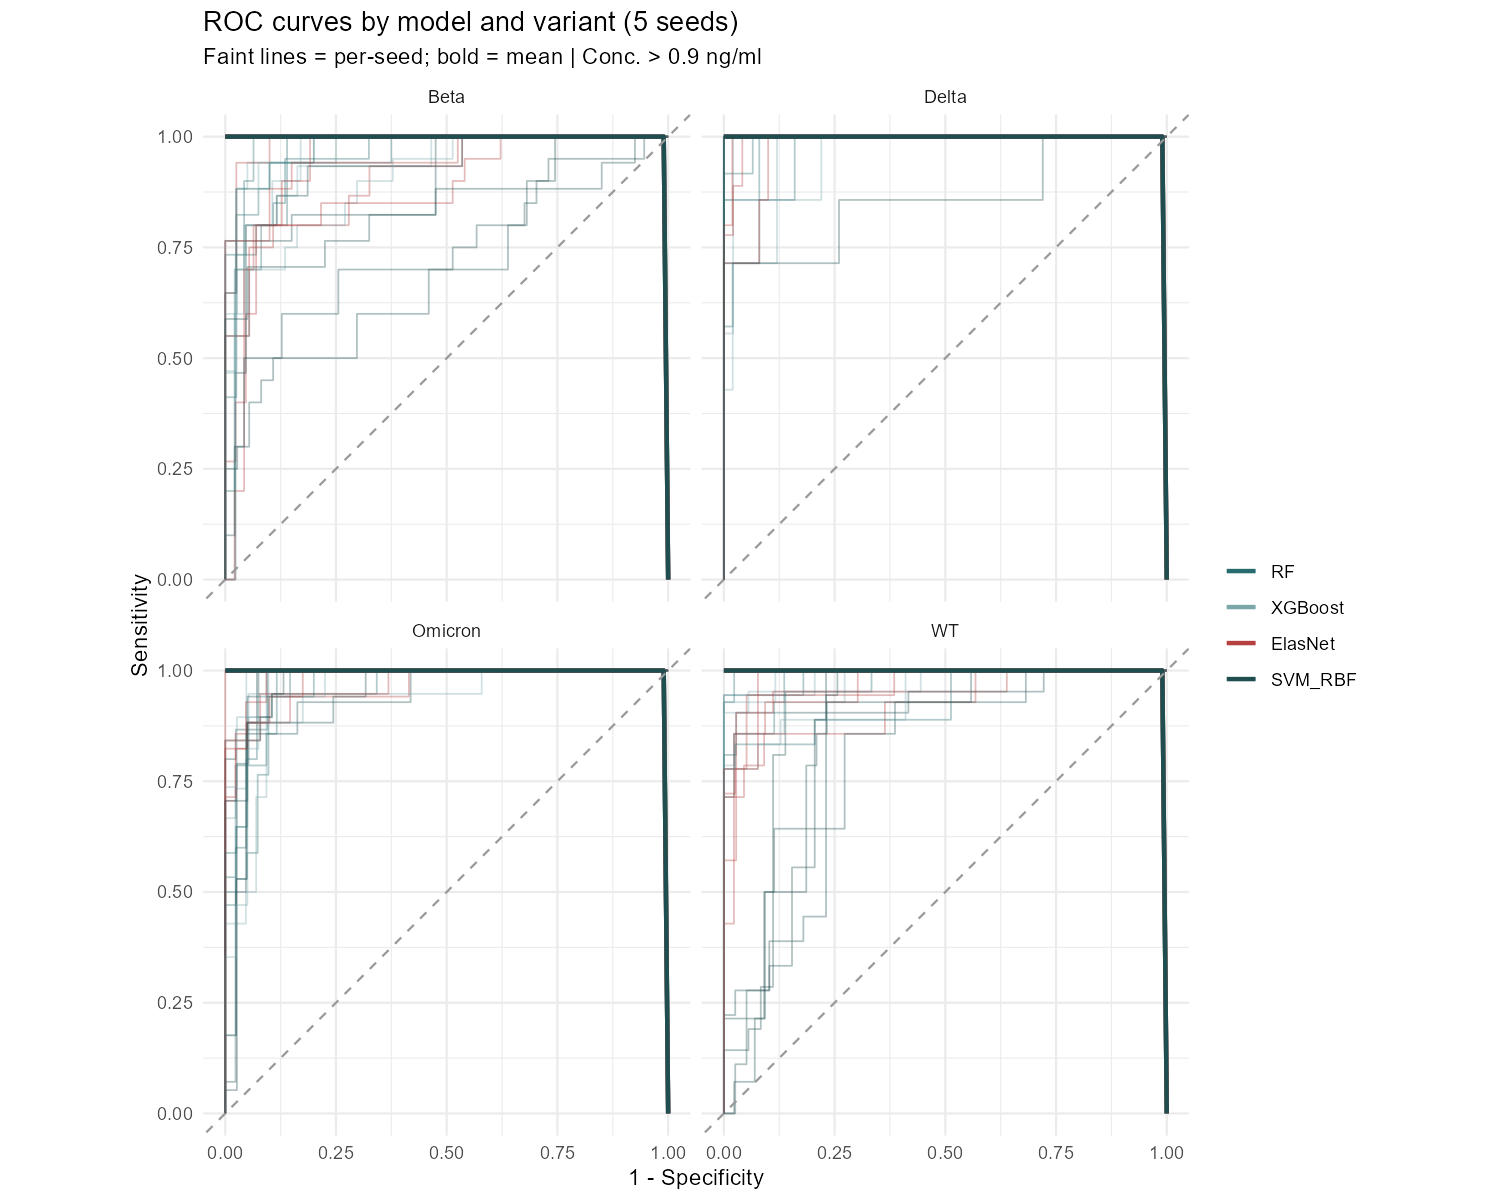 ROC curves by model and variant (5 seeds)
Faint lines = per-seed; bold = mean | Conc. > 0.9 ng/ml
Beta
Delta
1.00
0.75
0.50
0.25
0.00
Omicron
WT
1.00
0.75
0.50
0.25
0.00
0.00 0.25 0.50 0.75 1.00
0.00 0.25 0.50 0.75 1.00
1 - Specificity
Sensitivity
RF
XGBoost
ElasNet
SVM_RBF